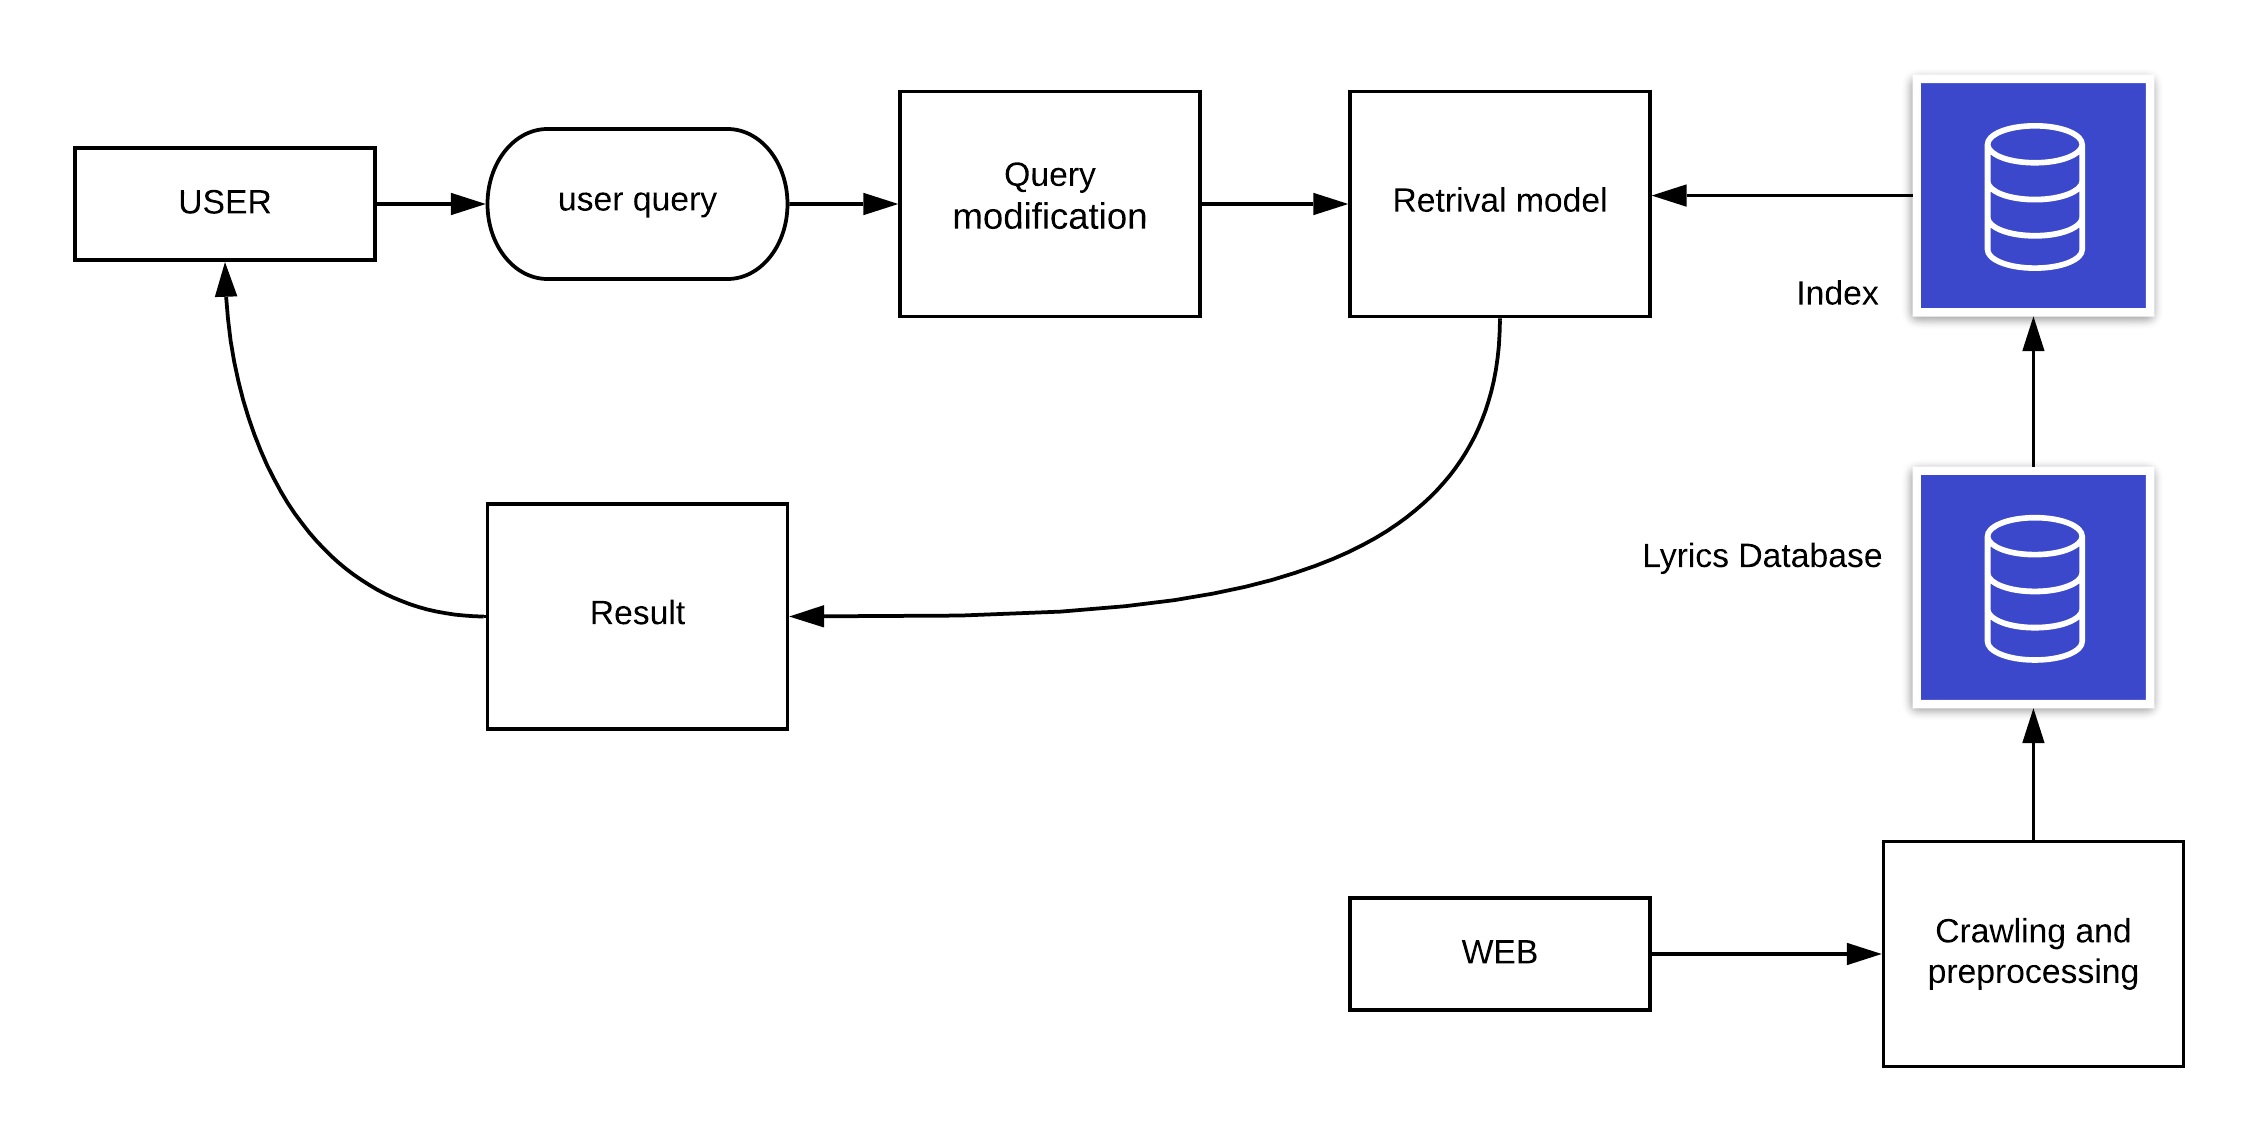 USER
user query
Query
modification
Retrival model
Index
Result
Lyrics Database
WEB
Crawling and
preprocessing